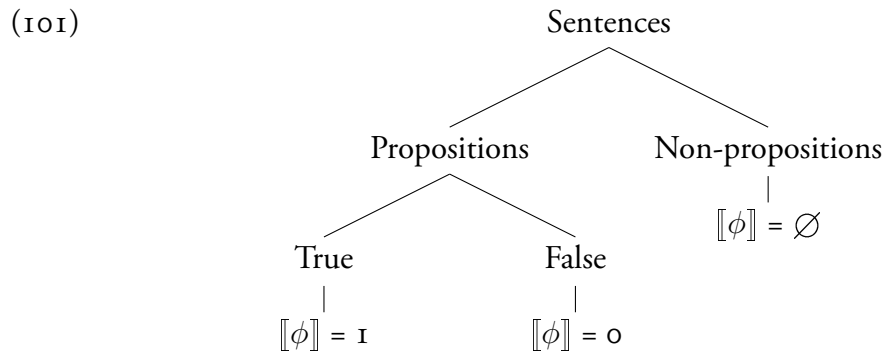 (101) Sentences
Propositions Non-propositions
⟦ϕ⟧ = ∅
True False
⟦ϕ⟧ = 1 ⟦ϕ⟧ = 0